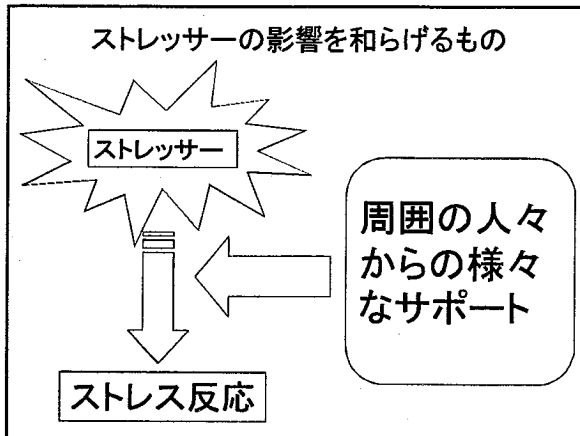 ストレッサーの影響を和らげるもの
ストレッサー
周囲の人々
からの様々
なサポート
ストレス反応